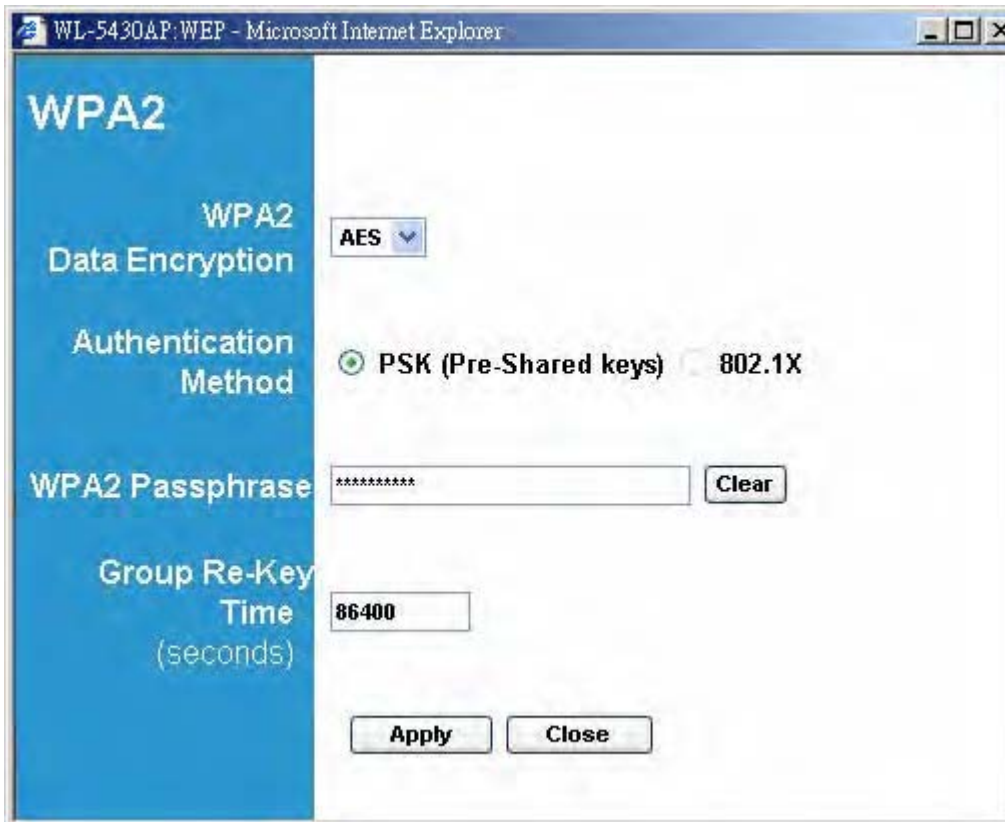 WL-5430AP:WEP - Microsoft Internet Explorer
WPA2
WPA2
Data Encryption
AES
Authentication
Method
PSK (Pre-Shared keys)
802.1X
WPA2 Passphrase
**********
Clear
Group Re-Key
Time
(seconds)
86400
Apply
Close